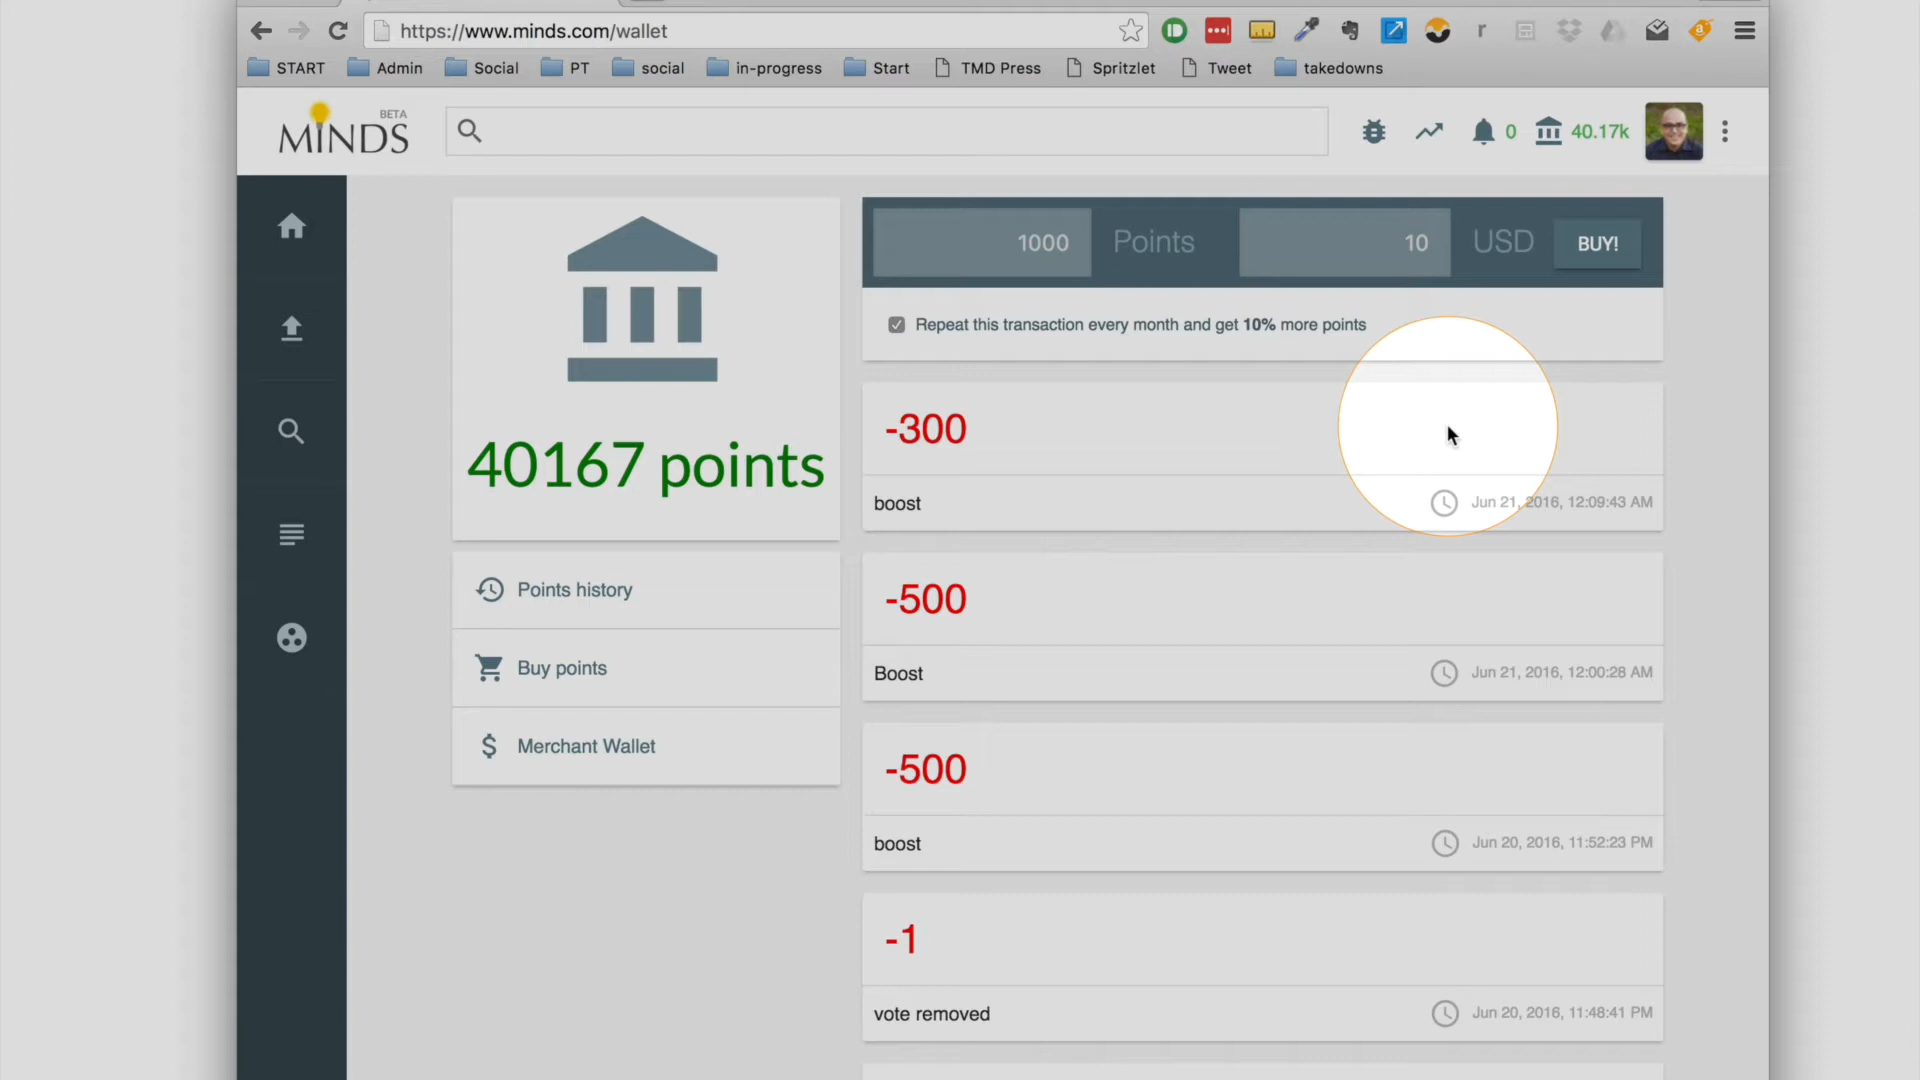 https://www.minds.com/wallet
START Admin Social PT social in-progress Start TMD Press Spritzlet Tweet takedowns
MINDS BETA
0 40.17k
1000 Points 10 USD BUY!
Repeat this transaction every month and get 10% more points
40167 points
Points history
Buy points
Merchant Wallet
-300
boost Jun 21, 2016, 12:09:43 AM
-500
Boost Jun 21, 2016, 12:00:28 AM
-500
boost Jun 20, 2016, 11:52:23 PM
-1
vote removed Jun 20, 2016, 11:48:41 PM